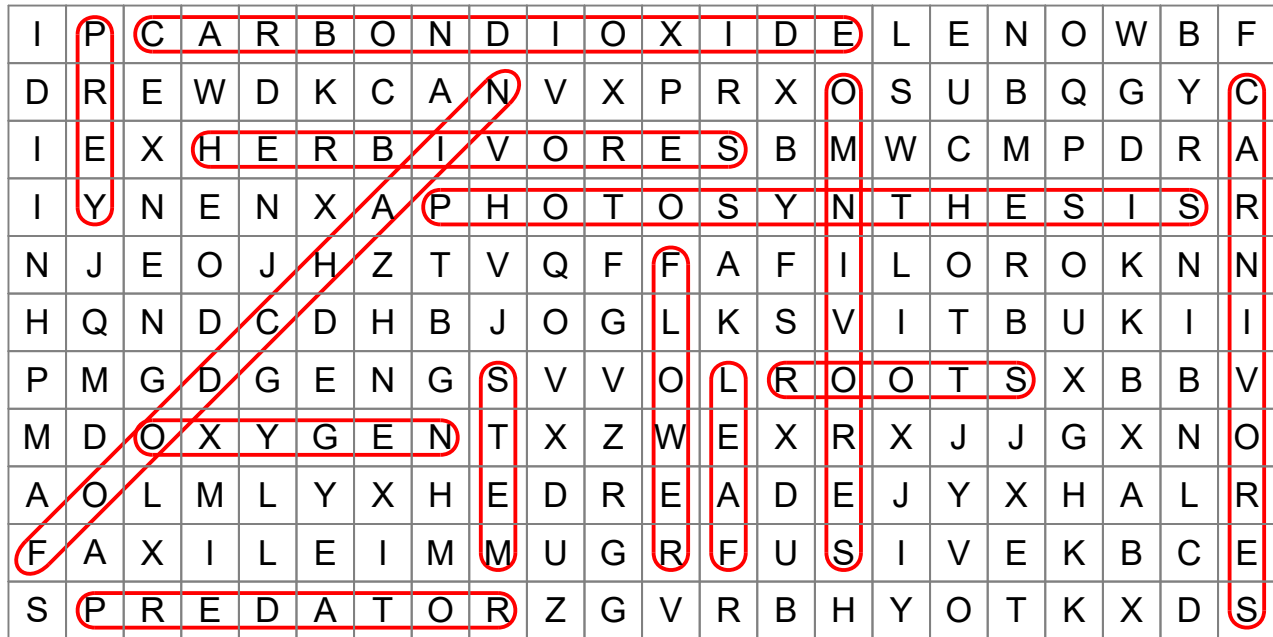 I P C A R B O N D I O X I D E L E N O W B F
D R E W D K C A N V X P R X O S U B Q G Y C
I E X H E R B I V O R E S B M W C M P D R A
I Y N E N X A P H O T O S Y N T H E S I S R
N J E O J H Z T V Q F F A F I L O R O K N N
H Q N D C D H B J O G L K S V I T B U K I I
P M G D G E N G S V V O L R O O T S X B B V
M D O X Y G E N T X Z W E X R X J J G X N O
A O L M L Y X H E D R E A D E J Y X H A L R
F A X I L E I M M U G R F U S I V E K B C E
S P R E D A T O R Z G V R B H Y O T K X D S